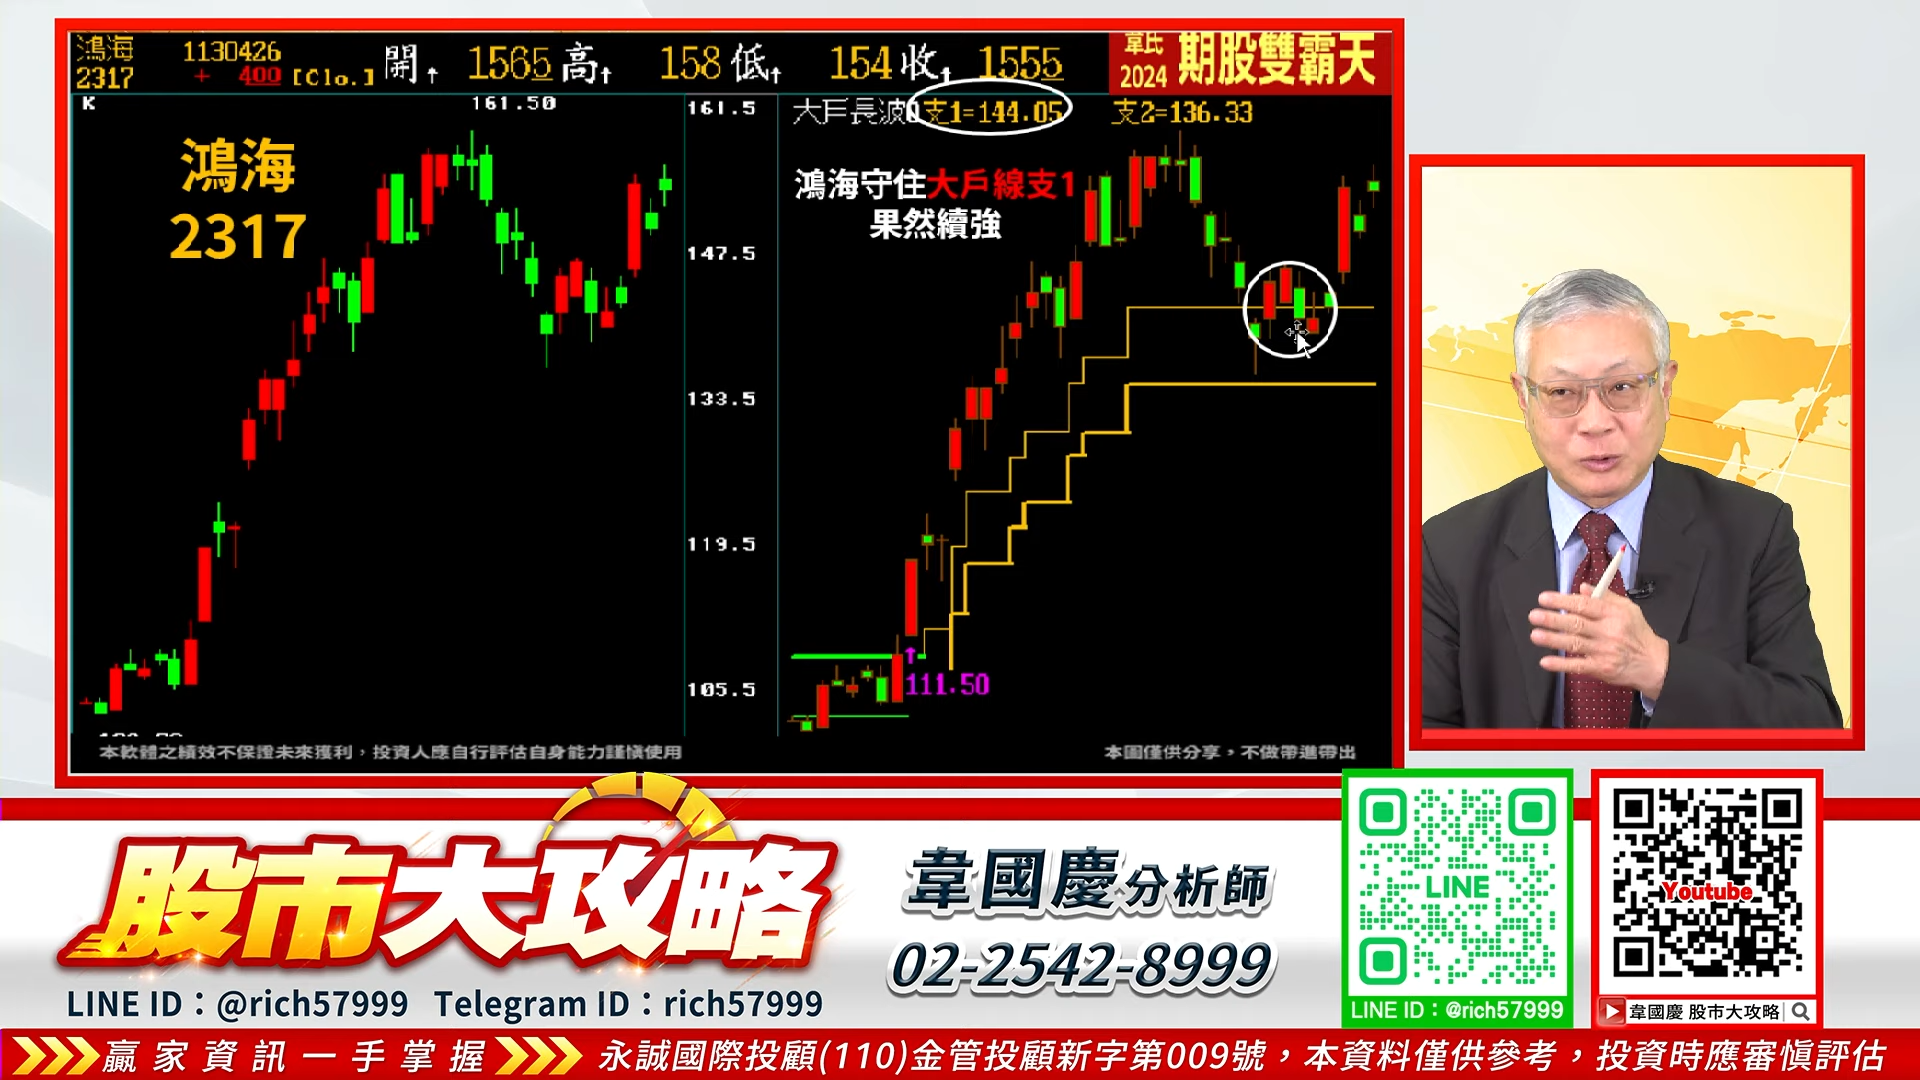 鴻海
2317
1130426
+ 400 [Clo.]
開↑ 1565 高↑ 158 低↑ 154 收↑ 1555
韋氏
2024
期股雙霸天
K
161.50
161.5
147.5
133.5
119.5
105.5
鴻海
2317
大戶長波
支1=144.05
支2=136.33
鴻海守住大戶線支1
果然續強
111.50
本軟體之績效不保證未來獲利，投資人應自行評估自身能力謹慎使用
本圖僅供分享，不做帶進帶出
股市大攻略
LINE ID：@rich57999 Telegram ID：rich57999
韋國慶分析師
02-2542-8999
LINE
LINE ID：@rich57999
Youtube
韋國慶 股市大攻略
贏家資訊一手掌握
永誠國際投顧(110)金管投顧新字第009號，本資料僅供參考，投資時應審慎評估